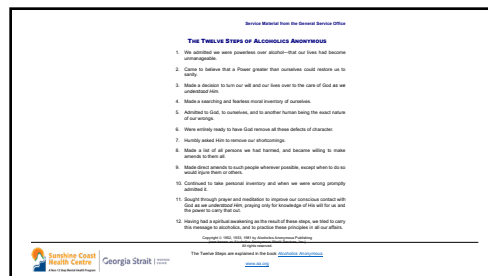 Service Material from the General Service Office
THE TWELVE STEPS OF ALCOHOLICS ANONYMOUS
1. We admitted we were powerless over alcohol—that our lives had become
unmanageable.
2. Came to believe that a Power greater than ourselves could restore us to
sanity.
3. Made a decision to turn our will and our lives over to the care of God as we
understood Him.
4. Made a searching and fearless moral inventory of ourselves.
5. Admitted to God, to ourselves, and to another human being the exact nature
of our wrongs.
6. Were entirely ready to have God remove all these defects of character.
7. Humbly asked Him to remove our shortcomings.
8. Made a list of all persons we had harmed, and became willing to make
amends to them all.
9. Made direct amends to such people wherever possible, except when to do so
would injure them or others.
10. Continued to take personal inventory and when we were wrong promptly
admitted it.
11. Sought through prayer and meditation to improve our conscious contact with
God as we understood Him, praying only for knowledge of His will for us and
the power to carry that out.
12. Having had a spiritual awakening as the result of these steps, we tried to carry
this message to alcoholics, and to practice these principles in all our affairs.
Copyright © 1952, 1953, 1981 by Alcoholics Anonymous Publishing
All rights reserved.
The Twelve Steps are explained in the book Alcoholics Anonymous
www.aa.org
Sunshine Coast
Health Centre
Georgia Strait